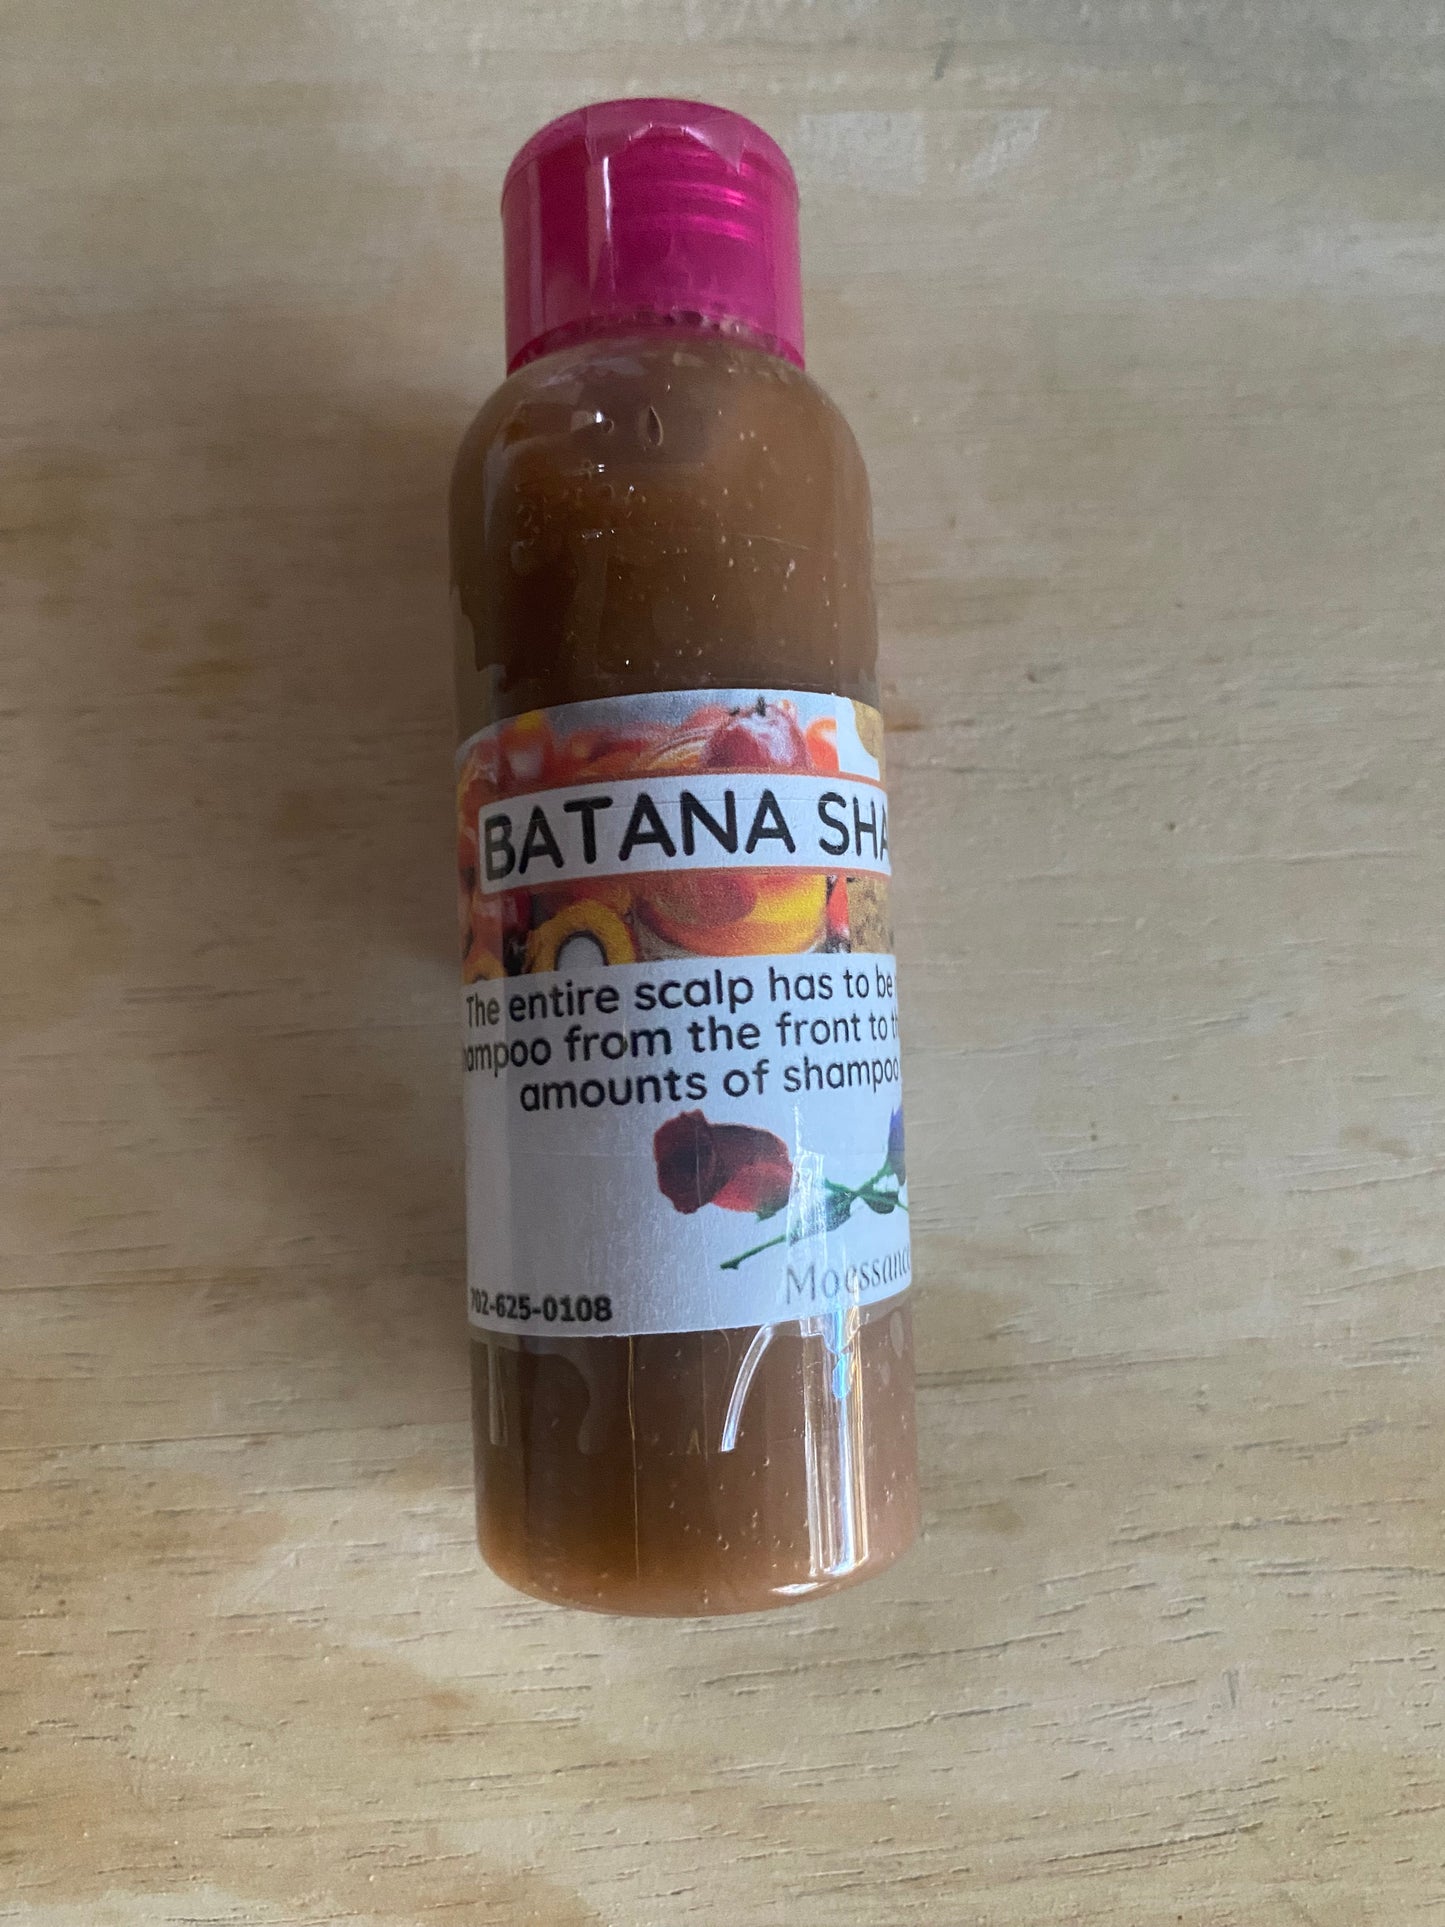 BATANA SHA
The entire scalp has to be
ampoo from the front to t
amounts of shampoo
Moessanc
702-625-0108